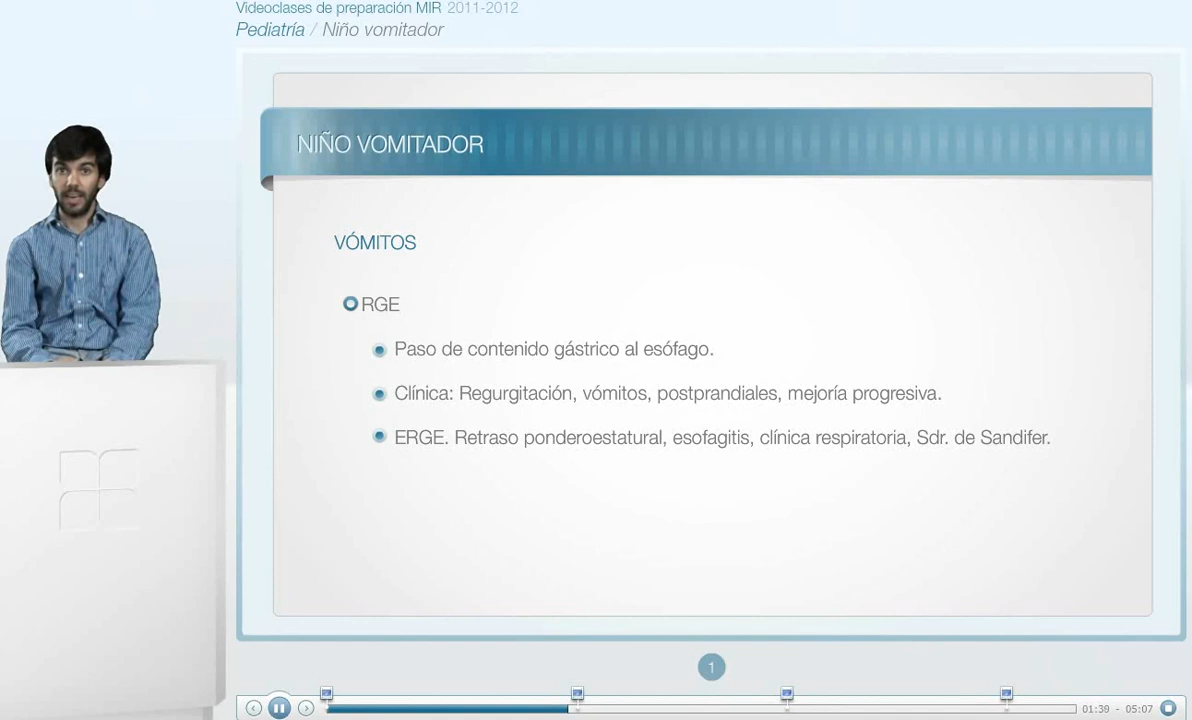 Videoclases de preparación MIR 2011-2012
Pediatría / Niño vomitador
NIÑO VOMITADOR
VÓMITOS
RGE
Paso de contenido gástrico al esófago.
Clínica: Regurgitación, vómitos, postprandiales, mejoría progresiva.
ERGE. Retraso ponderoestatural, esofagitis, clínica respiratoria, Sdr. de Sandifer.
1
01:39 - 05:07